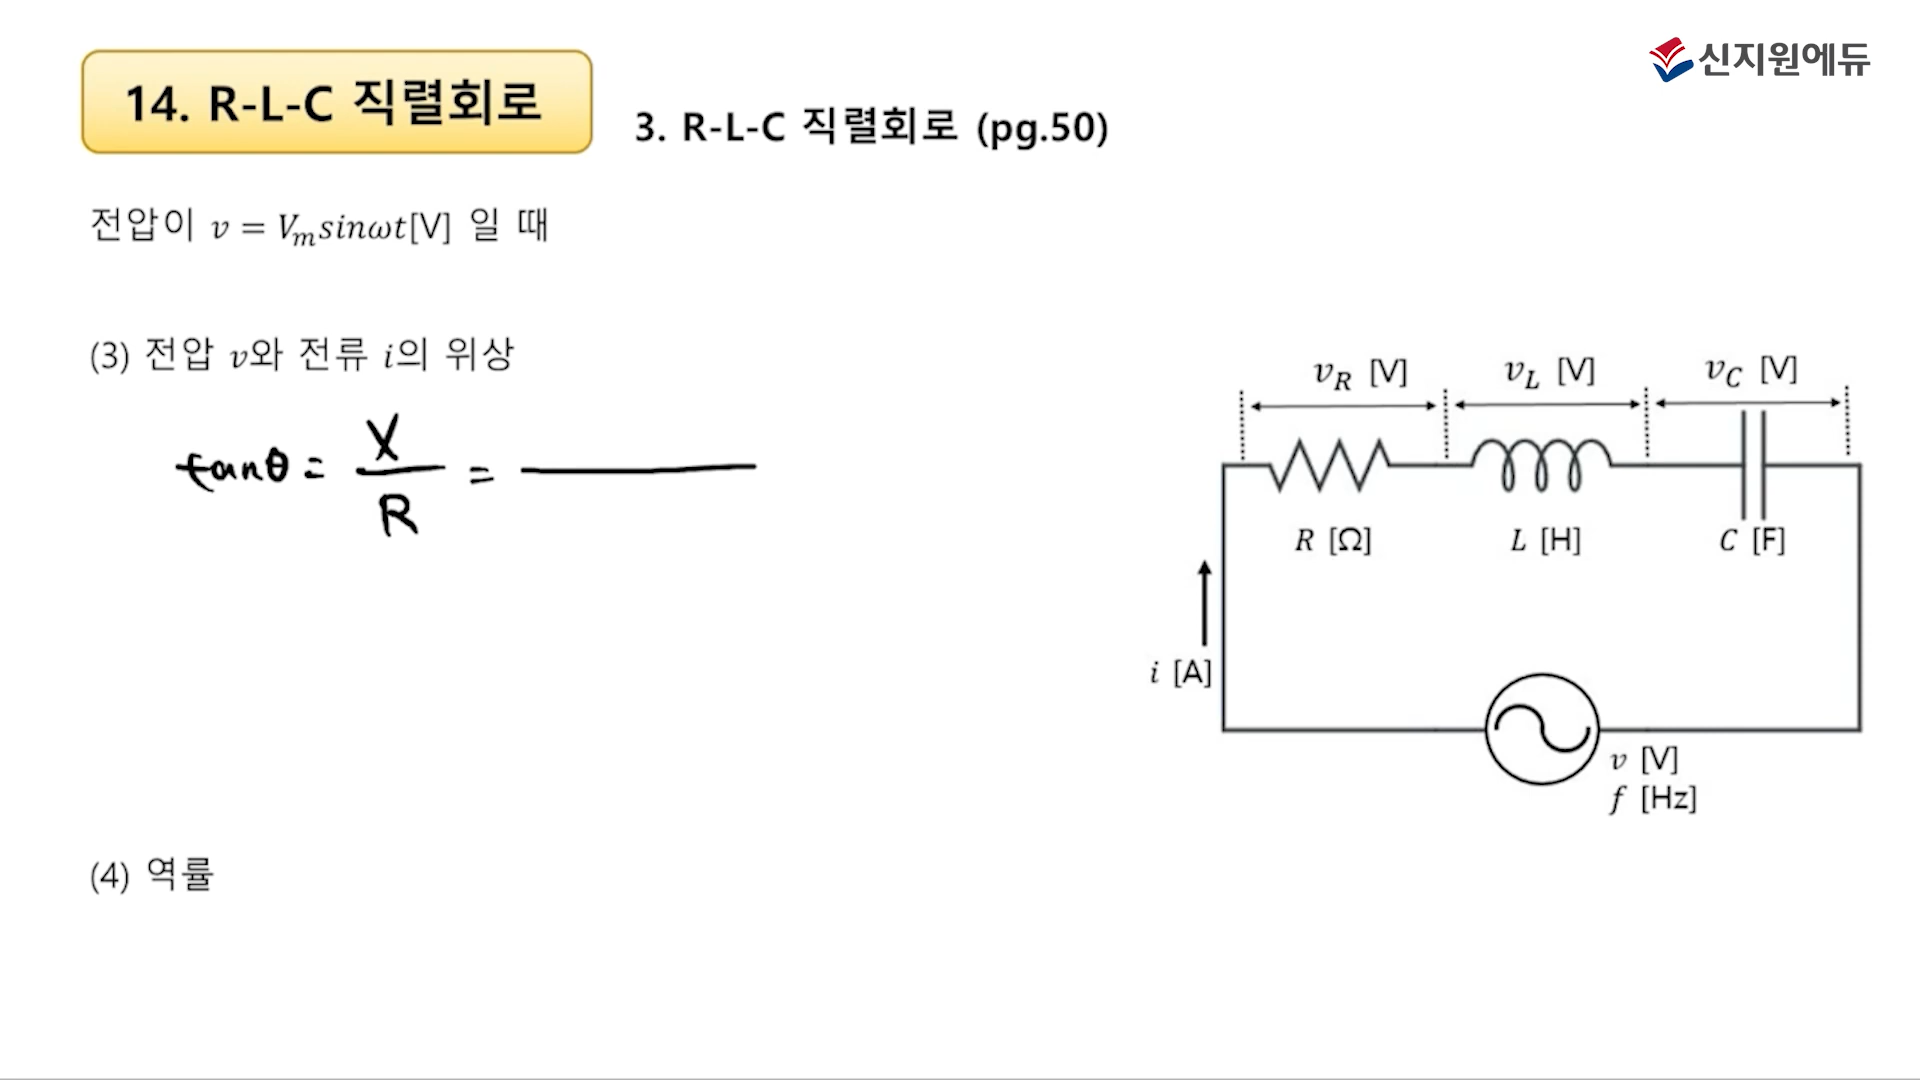 신지원에듀
14. R-L-C 직렬회로
3. R-L-C 직렬회로 (pg.50)
전압이 v = Vₘsinωt[V] 일 때
(3) 전압 v와 전류 i의 위상
tanθ = X/R =
v_R [V] v_L [V] v_C [V]
R [Ω] L [H] C [F]
i [A]
v [V]
f [Hz]
(4) 역률